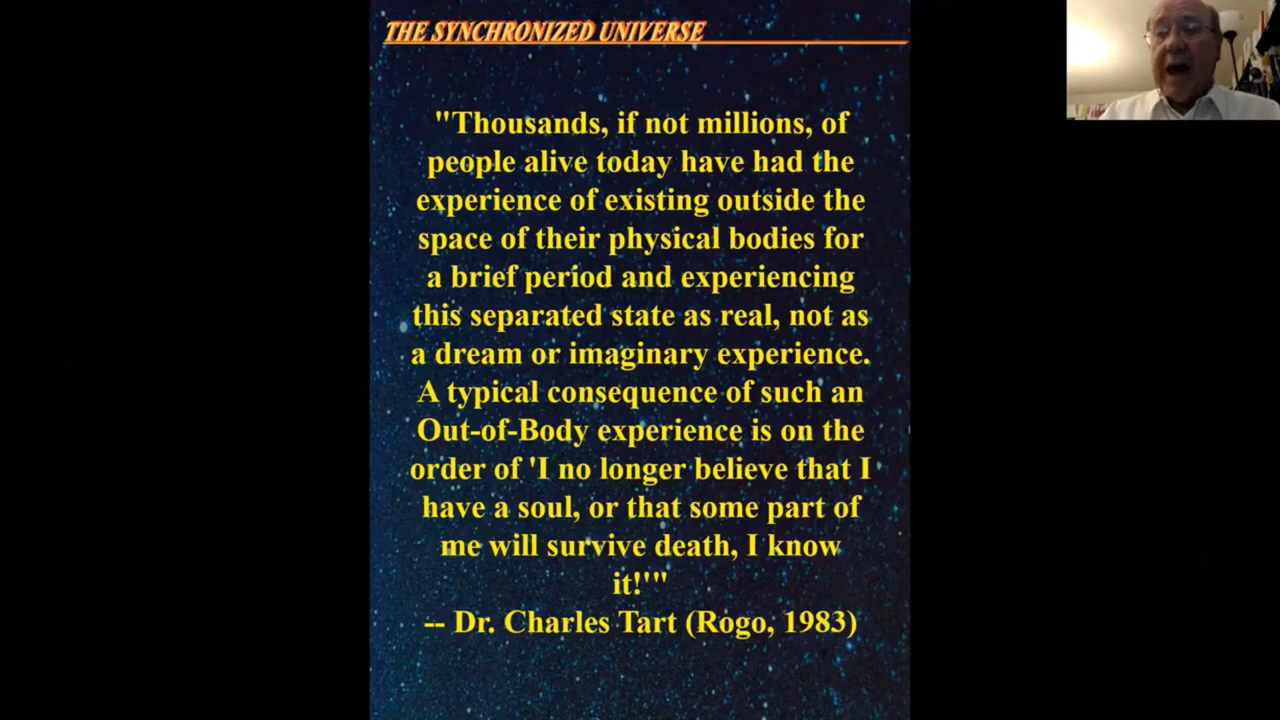 THE SYNCHRONIZED UNIVERSE
"Thousands, if not millions, of
people alive today have had the
experience of existing outside the
space of their physical bodies for
a brief period and experiencing
this separated state as real, not as
a dream or imaginary experience.
A typical consequence of such an
Out-of-Body experience is on the
order of 'I no longer believe that I
have a soul, or that some part of
me will survive death, I know
it!'"
-- Dr. Charles Tart (Rogo, 1983)